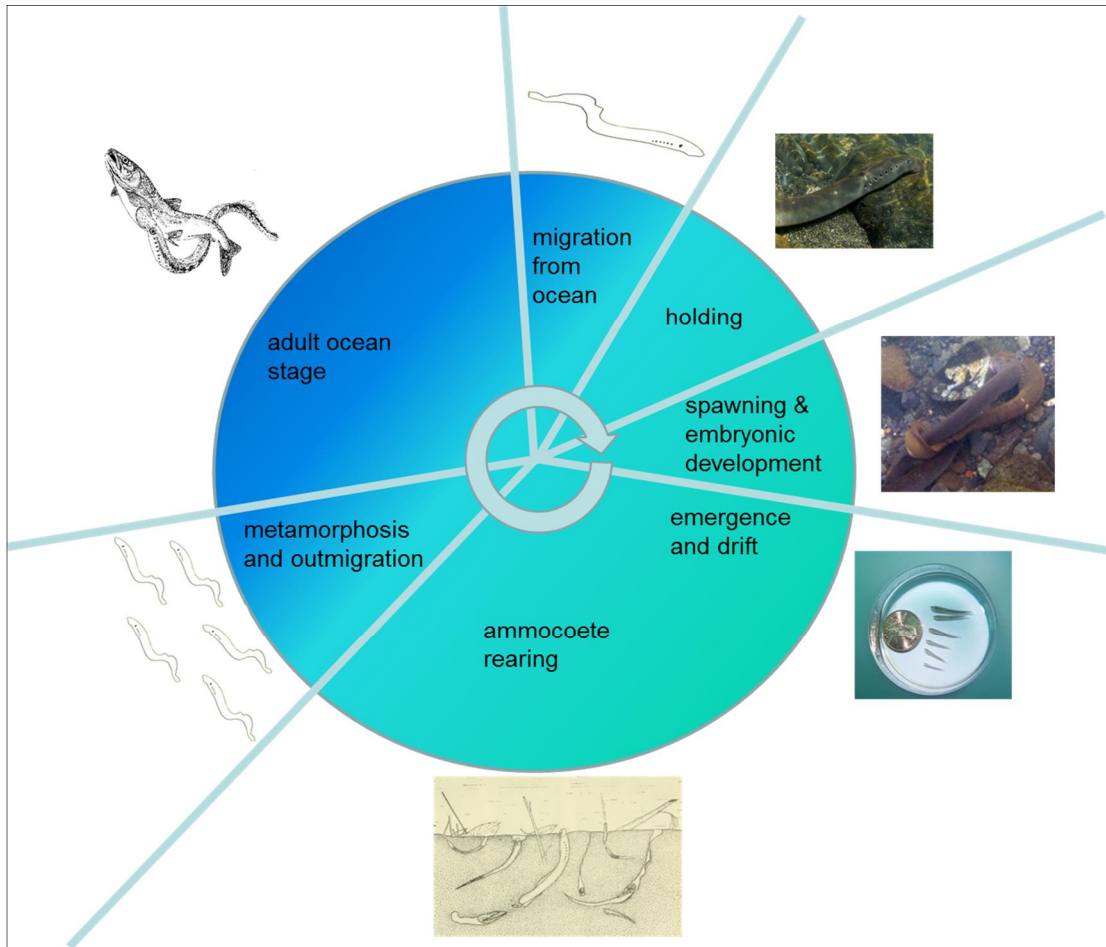 migration
from
ocean
holding
spawning &
embryonic
development
emergence
and drift
ammocoete
rearing
metamorphosis
and outmigration
adult ocean
stage